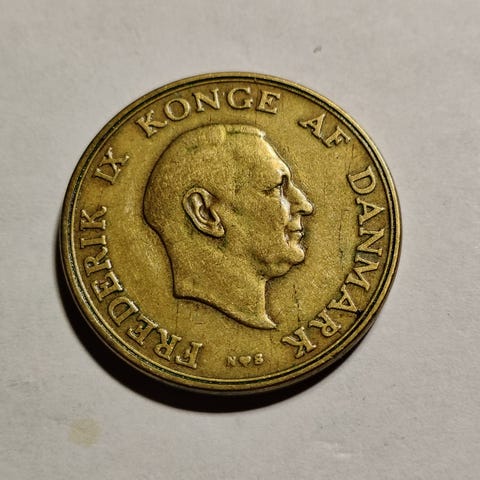 FREDERIK IX KONGE AF DANMARK
N♥S